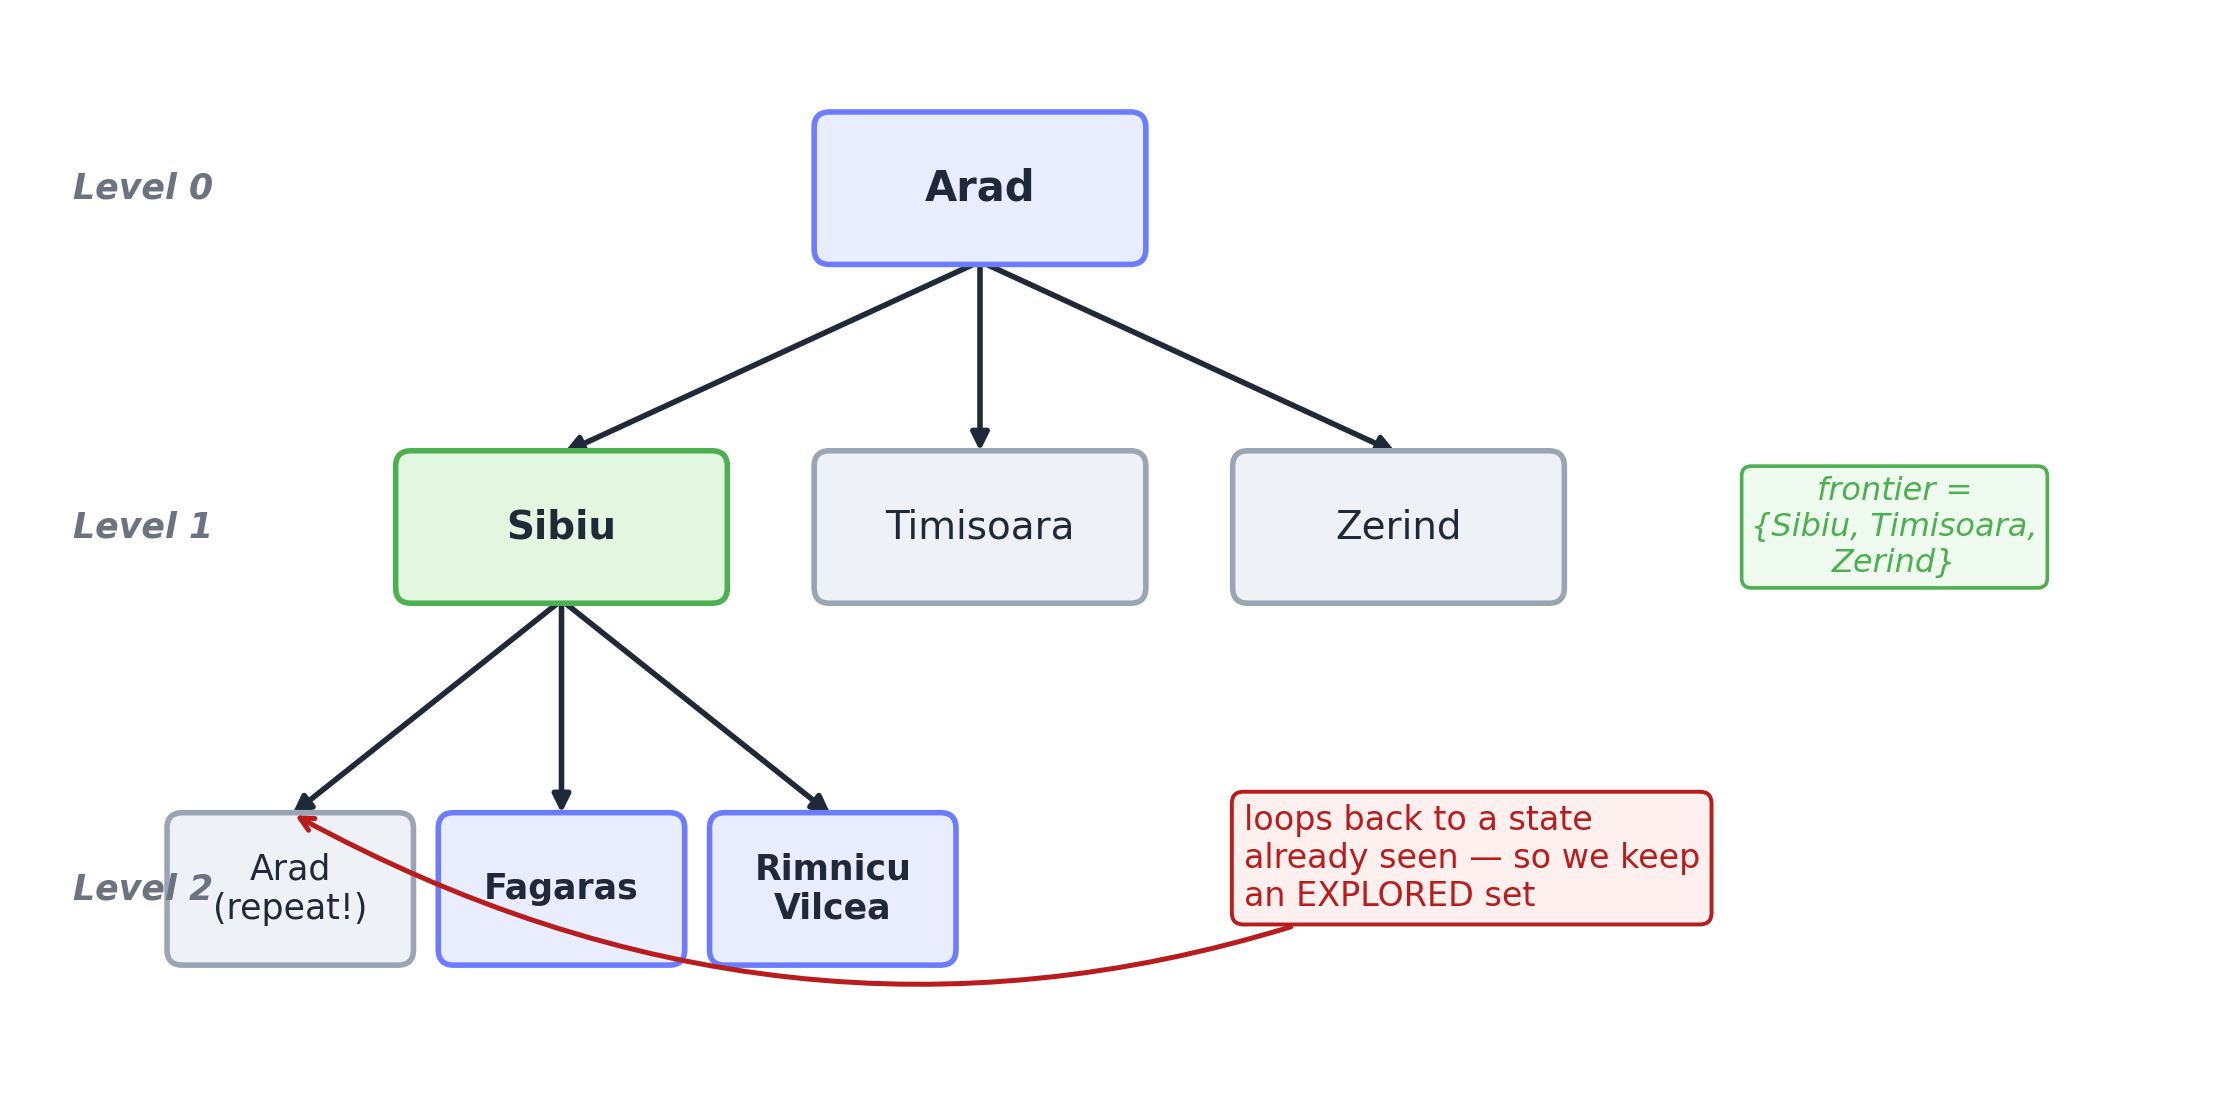 Level 0
Arad
Level 1
Sibiu
Timisoara
Zerind
frontier =
{Sibiu, Timisoara,
Zerind}
Level 2
Arad
(repeat!)
Fagaras
Rimnicu
Vilcea
loops back to a state
already seen — so we keep
an EXPLORED set